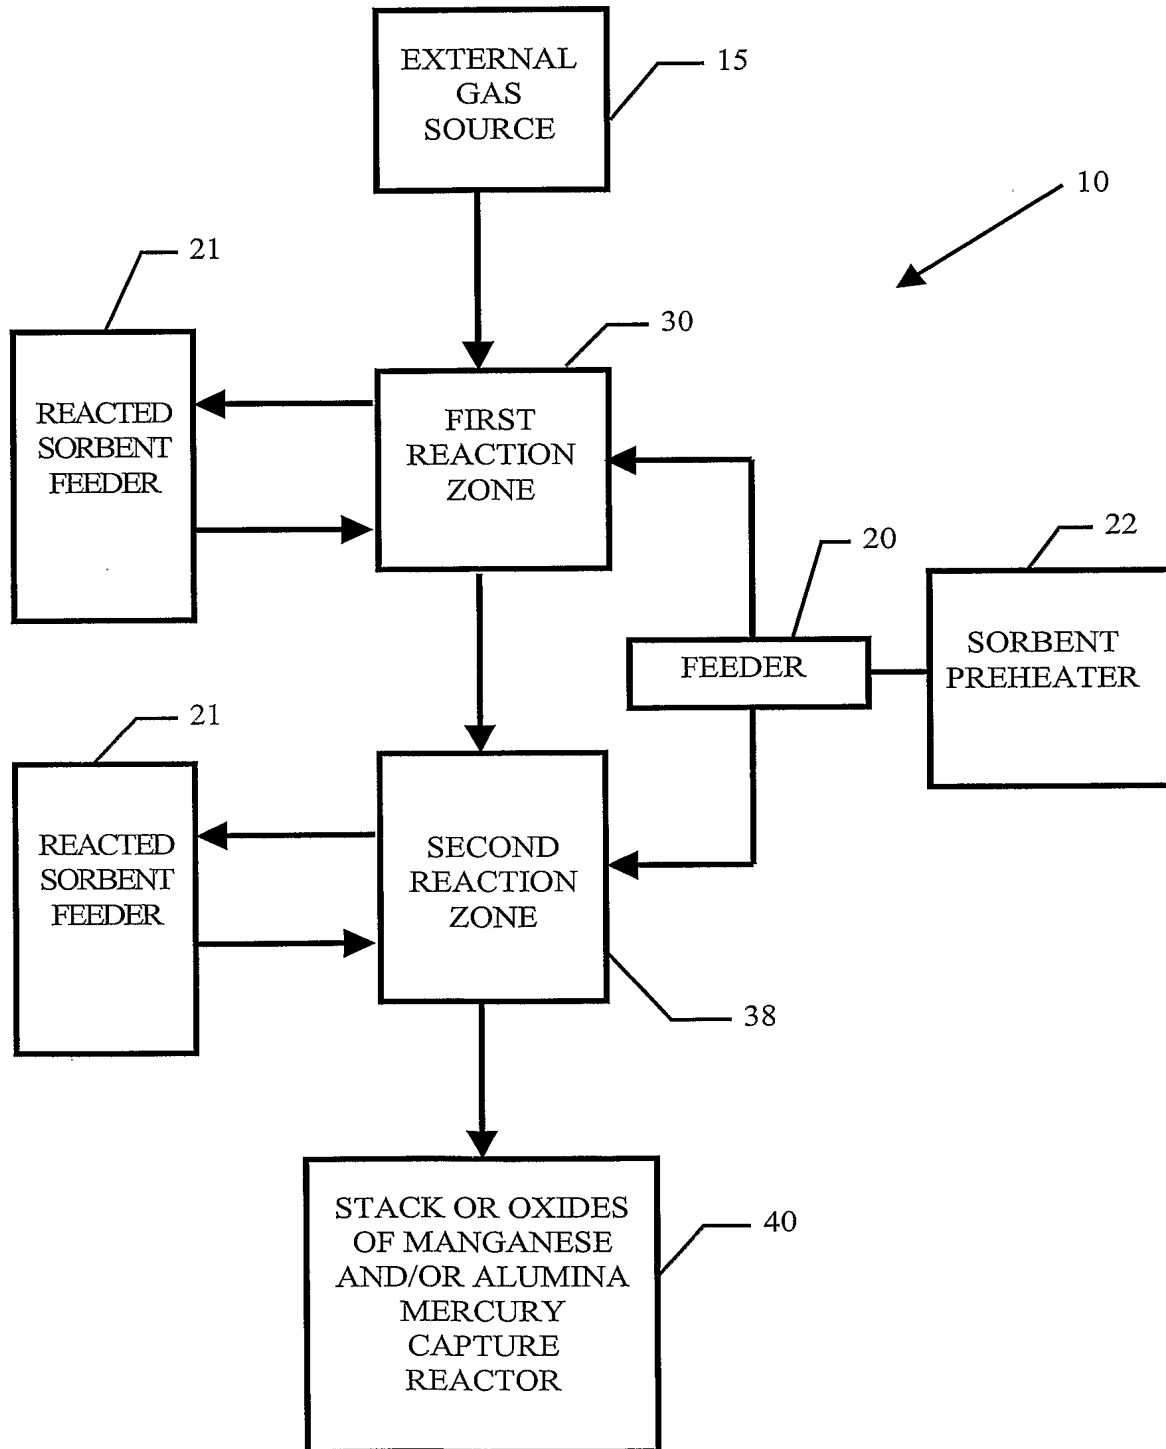 EXTERNAL
GAS
SOURCE
15
10
21
30
REACTED
SORBENT
FEEDER
FIRST
REACTION
ZONE
20
22
FEEDER
SORBENT
PREHEATER
21
REACTED
SORBENT
FEEDER
SECOND
REACTION
ZONE
38
STACK OR OXIDES
OF MANGANESE
AND/OR ALUMINA
MERCURY
CAPTURE
REACTOR
40